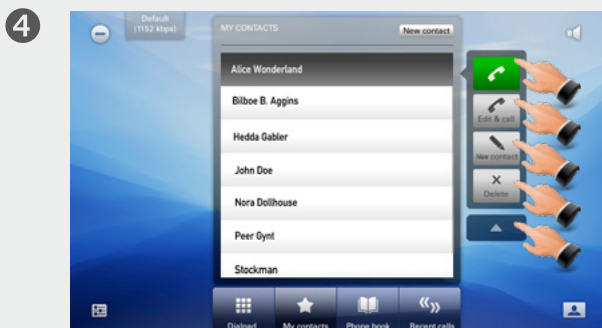 4
Default
(1152 kbps)
MY CONTACTS
New contact
Alice Wonderland
Bilboe B. Aggins
Hedda Gabler
John Doe
Nora Dollhouse
Peer Gynt
Stockman
Edit & call
New contact
Delete
Dialpad
My contacts
Phone book
Recent calls